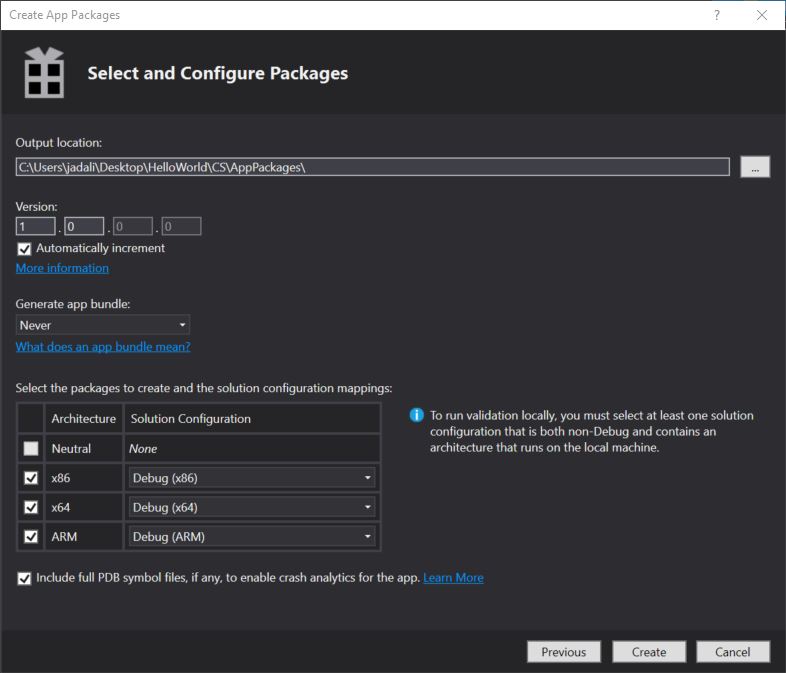 Create App Packages
?
Select and Configure Packages
Output location:
C:\Users\jadali\Desktop\HelloWorld\CS\AppPackages\
...
Version:
1 . 0 . 0 . 0
Automatically increment
More information
Generate app bundle:
Never
What does an app bundle mean?
Select the packages to create and the solution configuration mappings:
Architecture Solution Configuration
Neutral None
x86 Debug (x86)
x64 Debug (x64)
ARM Debug (ARM)
To run validation locally, you must select at least one solution
configuration that is both non-Debug and contains an
architecture that runs on the local machine.
Include full PDB symbol files, if any, to enable crash analytics for the app. Learn More
Previous Create Cancel